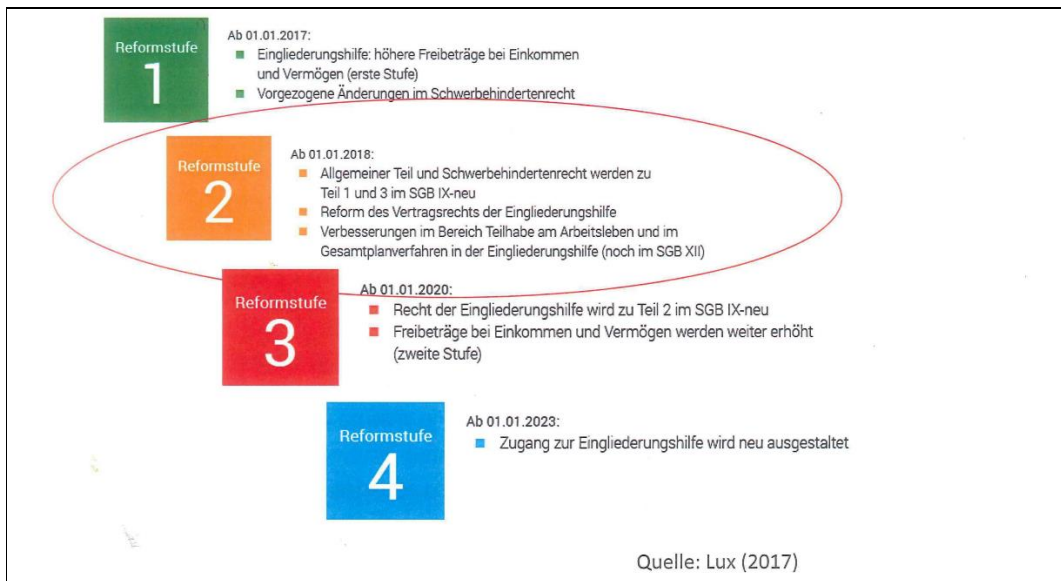 Reformstufe
1
Ab 01.01.2017:
Eingliederungshilfe: höhere Freibeträge bei Einkommen
und Vermögen (erste Stufe)
Vorgezogene Änderungen im Schwerbehindertenrecht
Reformstufe
2
Ab 01.01.2018:
Allgemeiner Teil und Schwerbehindertenrecht werden zu
Teil 1 und 3 im SGB IX-neu
Reform des Vertragsrechts der Eingliederungshilfe
Verbesserungen im Bereich Teilhabe am Arbeitsleben und im
Gesamtplanverfahren in der Eingliederungshilfe (noch im SGB XII)
Reformstufe
3
Ab 01.01.2020:
Recht der Eingliederungshilfe wird zu Teil 2 im SGB IX-neu
Freibeträge bei Einkommen und Vermögen werden weiter erhöht
(zweite Stufe)
Reformstufe
4
Ab 01.01.2023:
Zugang zur Eingliederungshilfe wird neu ausgestaltet
Quelle: Lux (2017)